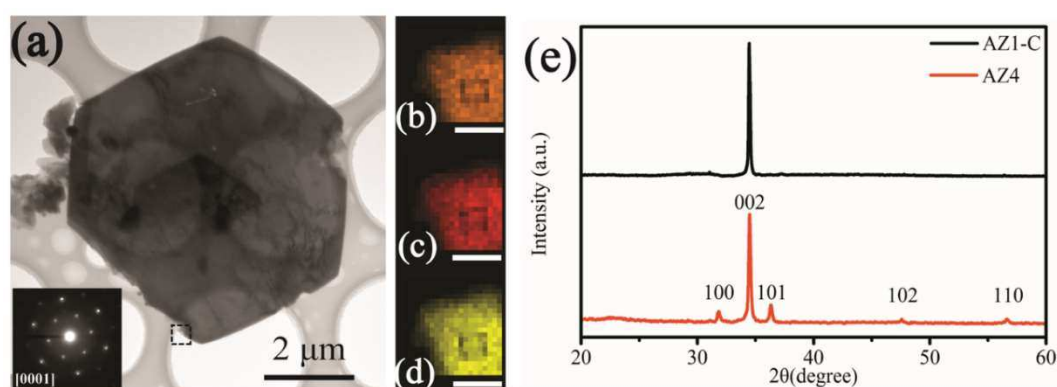 (a)
2 μm
[0001]
(b)
(c)
(d)
(e)
AZ1-C
AZ4
Intensity (a.u.)
002
100
101
102
110
20
30
40
50
60
2θ(degree)